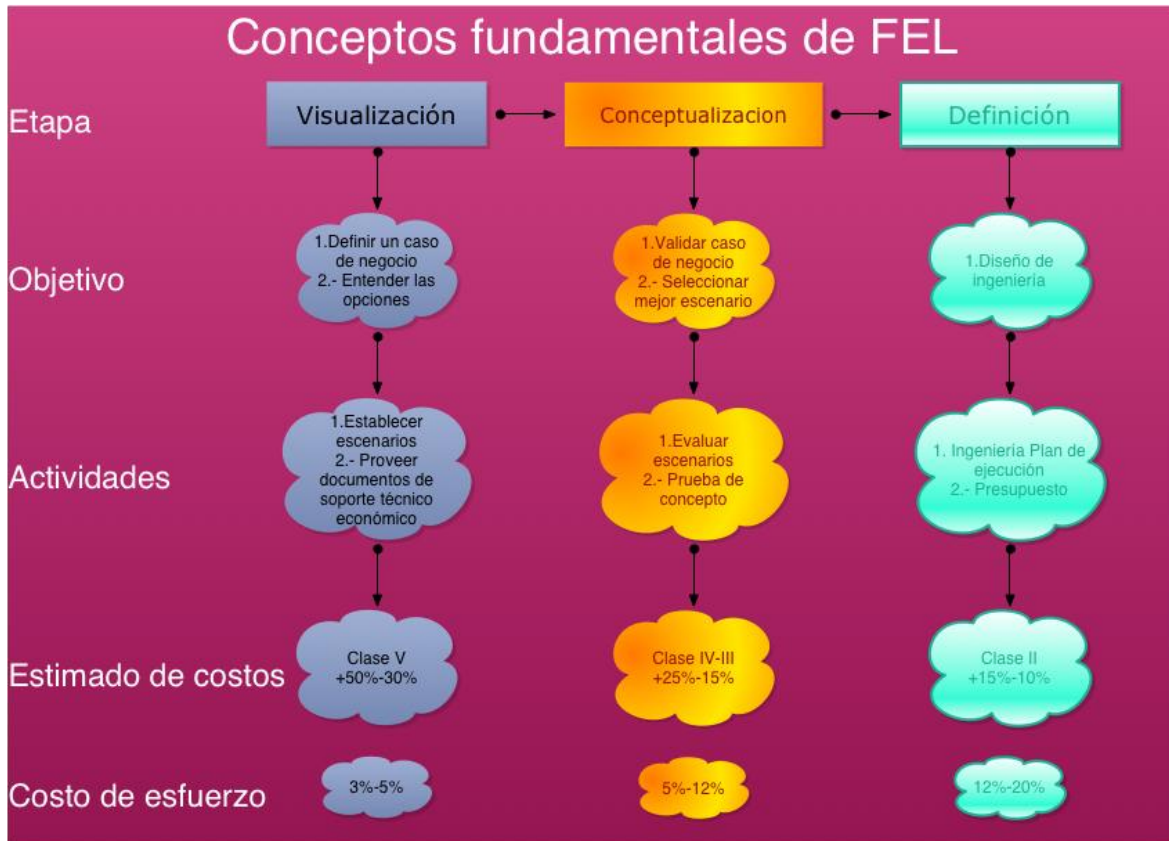 Conceptos fundamentales de FEL
Etapa
Visualización
Conceptualizacion
Definición
Objetivo
1.Definir un caso
de negocio
2.- Entender las
opciones
1.Validar caso
de negocio
2.- Seleccionar
mejor escenario
1.Diseño de
ingeniería
Actividades
1.Establecer
escenarios
2.- Proveer
documentos de
soporte técnico
económico
1.Evaluar
escenarios
2.- Prueba de
concepto
1. Ingeniería Plan de
ejecución
2.- Presupuesto
Estimado de costos
Clase V
+50%-30%
Clase IV-III
+25%-15%
Clase II
+15%-10%
Costo de esfuerzo
3%-5%
5%-12%
12%-20%